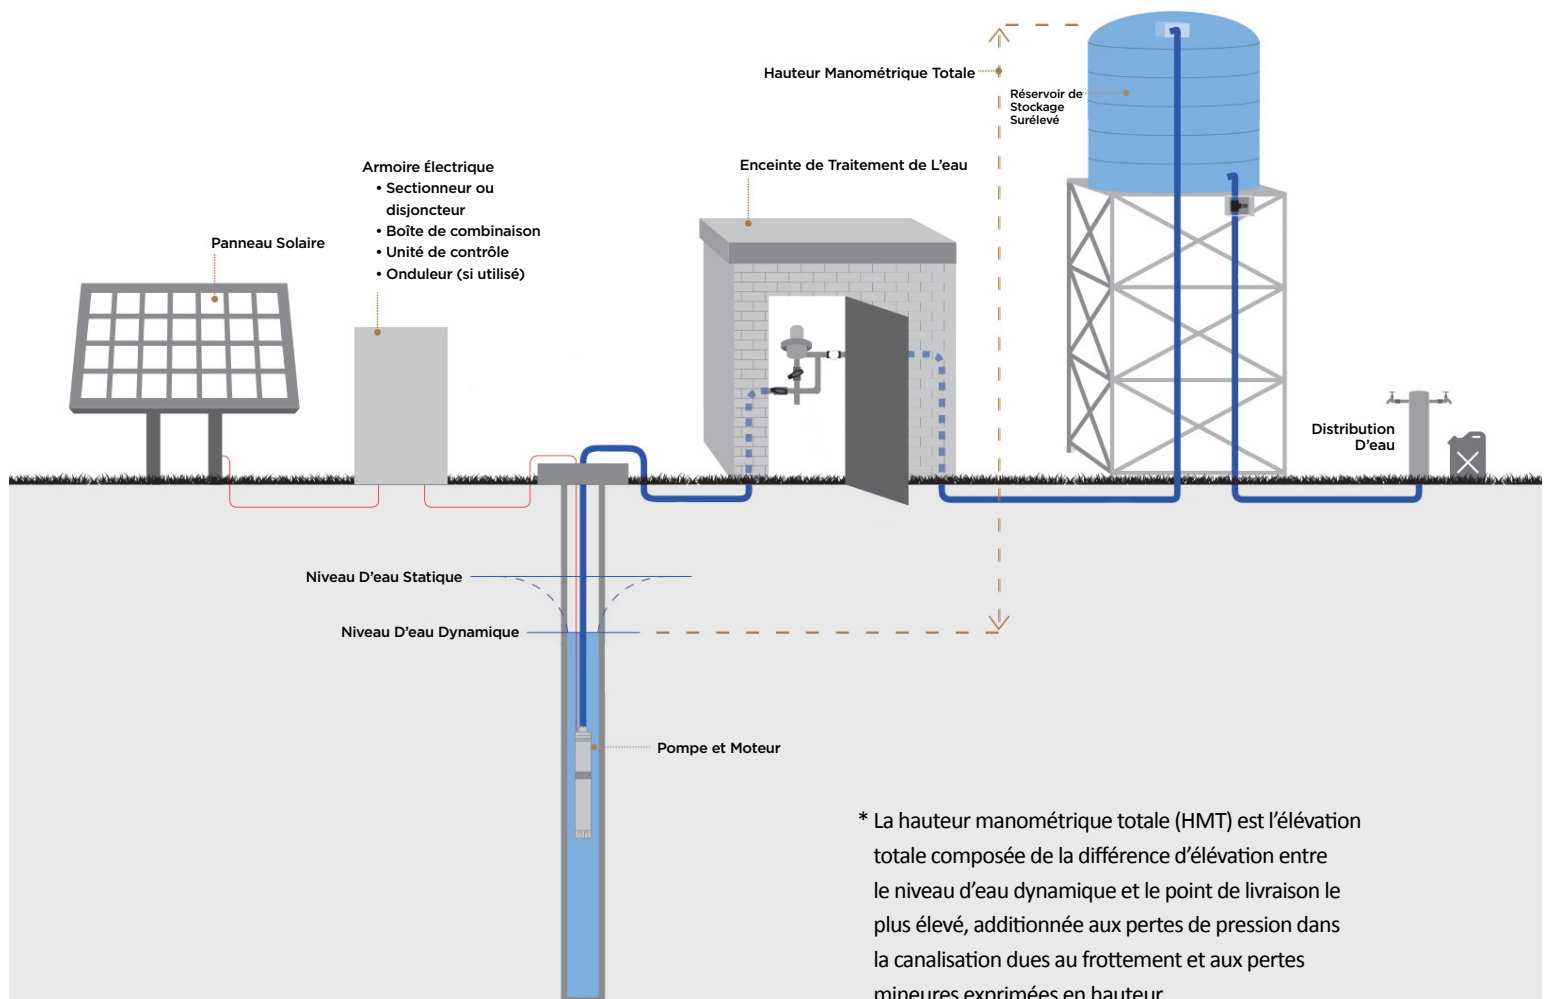 Hauteur Manométrique Totale
Réservoir de
Stockage
Surélevé
Armoire Électrique
• Sectionneur ou
disjoncteur
• Boîte de combinaison
• Unité de contrôle
• Onduleur (si utilisé)
Enceinte de Traitement de L'eau
Panneau Solaire
Distribution
D'eau
Niveau D'eau Statique
Niveau D'eau Dynamique
Pompe et Moteur
* La hauteur manométrique totale (HMT) est l'élévation
totale composée de la différence d'élévation entre
le niveau d'eau dynamique et le point de livraison le
plus élevé, additionnée aux pertes de pression dans
la canalisation dues au frottement et aux pertes
mineures exprimées en hauteur